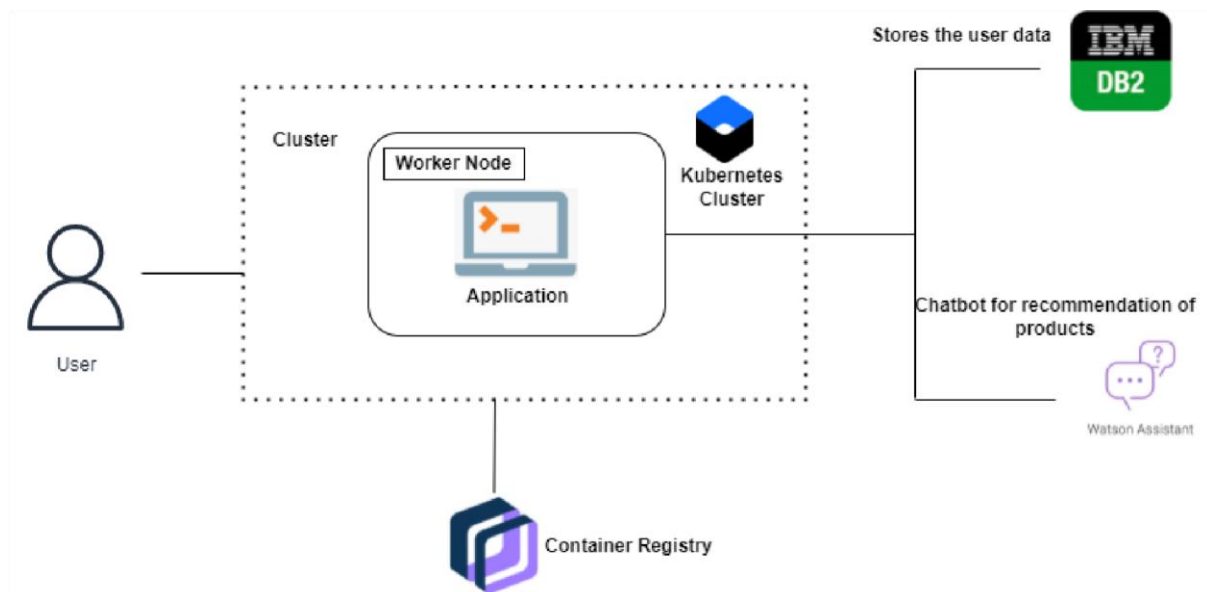 Stores the user data
IBM
DB2
Cluster
Worker Node
Kubernetes
Cluster
Application
User
Chatbot for recommendation of
products
Watson Assistant
Container Registry